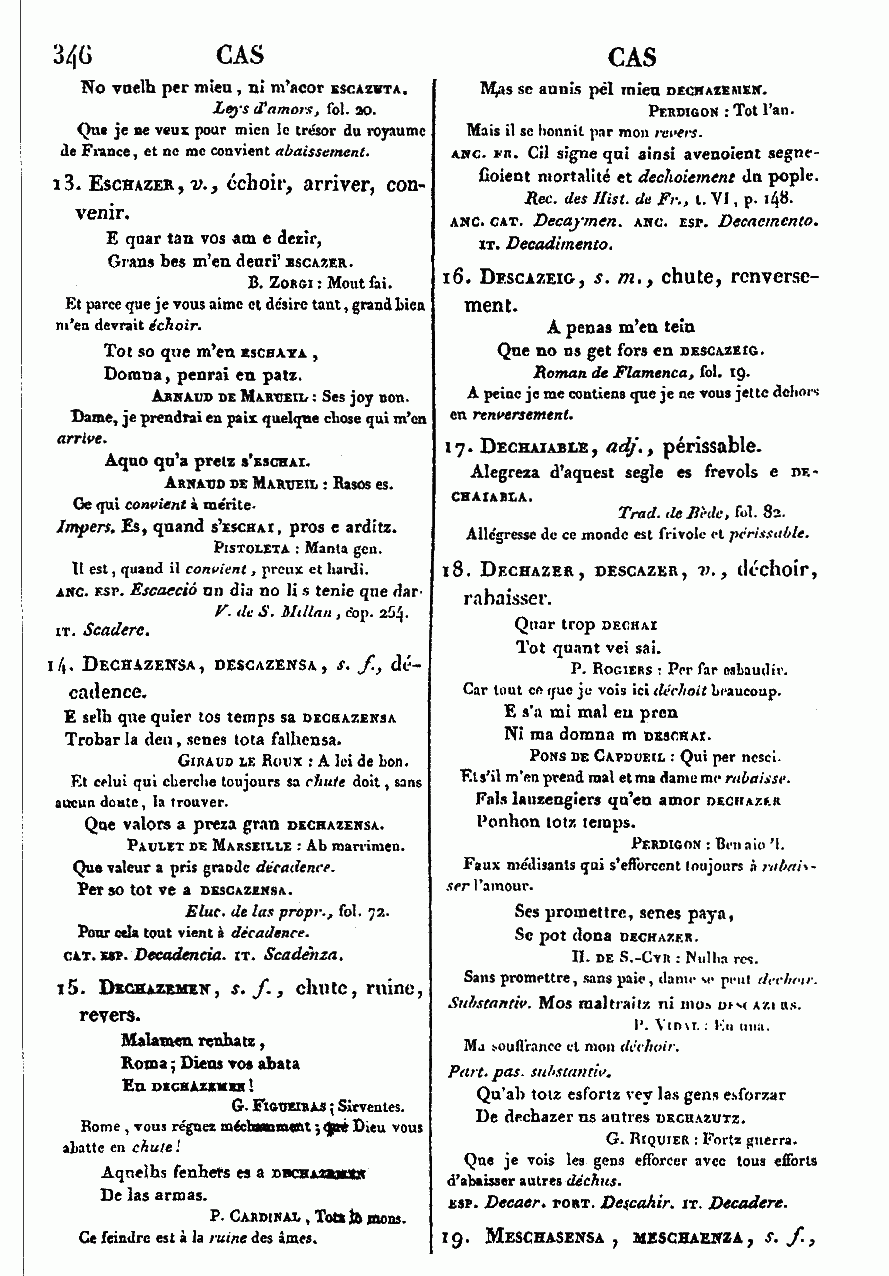 346 CAS CAS
No vuelh per mieu, ni m'acor ESCAZUTA.
Leys d'amors, fol. 20.
Que je ne veux pour mien le trésor du royaume
de France, et ne me convient abaissement.
13. ESCHAZER, v., échoir, arriver, con-
venir.
E quar tan vos am e dezir,
Grans bes m'en deuri' ESCAZER.
B. ZORGI : Mout fai.
Et parce que je vous aime et désire tant, grand bien
m'en devrait échoir.
Tot so que m'en ESCHAYA,
Domna, penrai en patz.
ARNAUD DE MARUEIL : Ses joy non.
Dame, je prendrai en paix quelque chose qui m'en
arrive.
Aquo qu'a pretz s'ESCHAI.
ARNAUD DE MARUEIL : Rasos es.
Ce qui convient à mérite.
Impers. Es, quand s'ESCHAI, pros e arditz.
PISTOLETA : Manta gen.
Il est, quand il convient, preux et hardi.
ANC. ESP. Escaeció un dia no li s tenie que dar.
V. de S. Millan, cop. 254.
IT. Scadere.
14. DECHAZENSA, DESCAZENSA, s. f., dé-
cadence.
E selh que quier tos temps sa DECHAZENSA
Trobar la deu, senes tota falhensa.
GIRAUD LE ROUX : A lei de bon.
Et celui qui cherche toujours sa chute doit, sans
aucun doute, la trouver.
Que valors a preza gran DECHAZENSA.
PAULET DE MARSEILLE : Ab marrimen.
Que valeur a pris grande décadence.
Per so tot ve a DESCAZENSA.
Eluc. de las propr., fol. 72.
Pour cela tout vient à décadence.
CAT. ESP. Decadencia. IT. Scadènza.
15. DECHAZEMEN, s. f., chute, ruine,
revers.
Malamen renhatz,
Roma; Dieus vos abata
En DECHAZEMEN!
G. FIGUEIRAS; Sirventes.
Rome, vous régnez méchamment; que Dieu vous
abatte en chute!
Aquelhs fenhers es a DECHAZEMEN
De las armas.
P. CARDINAL, Totz lo mons.
Ce feindre est à la ruine des âmes.
Mas se aunis pel mieu DECHAZEMEN.
PERDIGON : Tot l'an.
Mais il se honnit par mon revers.
ANC. FR. Cil signe qui ainsi avenoient segne-
fioient mortalité et dechoiement du pople.
Rec. des Hist. de Fr., t. VI, p. 148.
ANC. CAT. Decaymen. ANC. ESP. Decaemento.
IT. Decadimento.
16. DESCAZEIG, s. m., chute, renverse-
ment.
A penas m'en tein
Que no us get fors en DESCAZEIG.
Roman de Flamenca, fol. 19.
A peine je me contiens que je ne vous jette dehors
en renversement.
17. DECHAIABLE, adj., périssable.
Alegreza d'aquest segle es frevols e DE-
CHAIABLA.
Trad. de Bède, fol. 82.
Allégresse de ce monde est frivole et périssable.
18. DECHAZER, DESCAZER, v., déchoir,
rabaisser.
Quar trop DECHAI
Tot quant vei sai.
P. ROGIERS : Per far esbaudir.
Car tout ce que je vois ici déchoit beaucoup.
E s'a mi mal en pren
Ni ma domna m DESCHAI.
PONS DE CAPDUEIL : Qui per nesci.
Et s'il m'en prend mal et ma dame me rabaisse.
Fals lauzengiers qu'en amor DECHAZER
Ponhon totz temps.
PERDIGON : Ben aio 'l.
Faux médisants qui s'efforcent toujours à rabais-
ser l'amour.
Ses promettre, senes paya,
Se pot dona DECHAZER.
H. DE S.-CYR : Nulha res.
Sans promettre, sans paie, dame se peut dechoir.
Substantiv. Mos maltraitz ni mos DESCAZERS.
P. VIDAL : En una.
Ma souffrance et mon déchoir.
Part. pas. substantiv.
Qu'ab totz esfortz vey las gens esforzar
De dechazer us autres DECHAZUTZ.
G. RIQUIER : Fortz guerra.
Que je vois les gens efforcer avec tous efforts
d'abaisser autres déchus.
ESP. Decaer. PORT. Descahir. IT. Decadere.
19. MESCHASENSA, MESCHAENZA, s. f.,